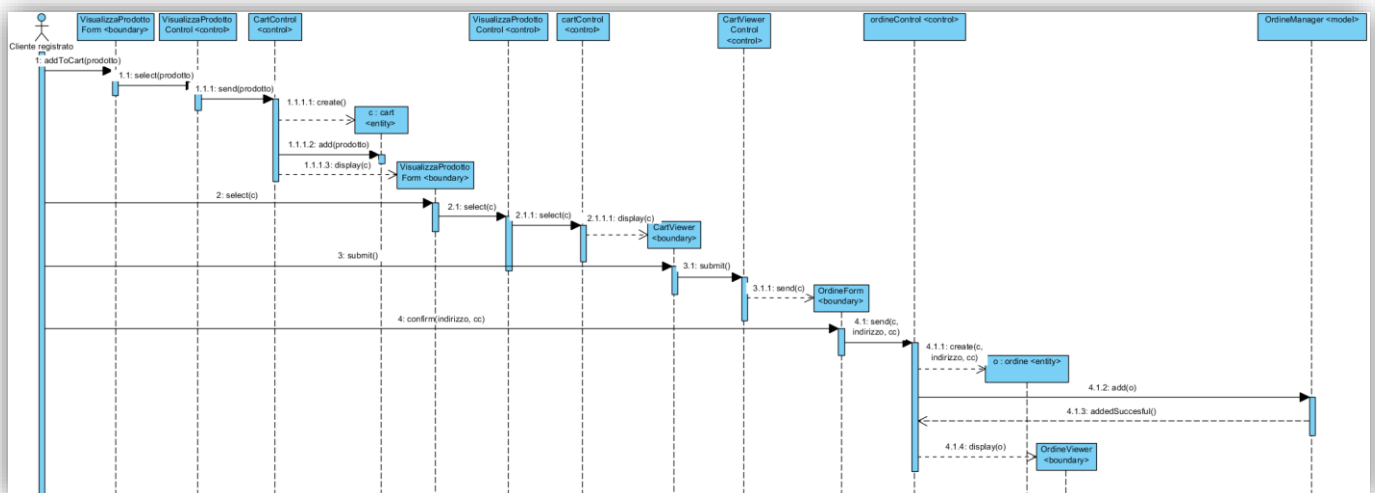 VisualizzaProdotto
Form <boundary>
VisualizzaProdotto
Control <control>
CartControl
<control>
VisualizzaProdotto
Control <control>
cartControl
<control>
CartViewer
Control
<control>
ordineControl <control>
OrdineManager <model>
Cliente registrato
1: addToCart(prodotto)
1.1: select(prodotto)
1.1.1: send(prodotto)
1.1.1.1: create()
c : cart
<entity>
1.1.1.2: add(prodotto)
1.1.1.3: display(c)
VisualizzaProdotto
Form <boundary>
2: select(c)
2.1: select(c)
2.1.1: select(c)
2.1.1.1: display(c)
CartViewer
<boundary>
3: submit()
3.1: submit()
3.1.1: send(c)
OrdineForm
<boundary>
4: confirm(indirizzo, cc)
4.1: send(c,
indirizzo, cc)
4.1.1: create(c,
indirizzo, cc)
o : ordine <entity>
4.1.2: add(o)
4.1.3: addedSuccesful()
4.1.4: display(o)
OrdineViewer
<boundary>